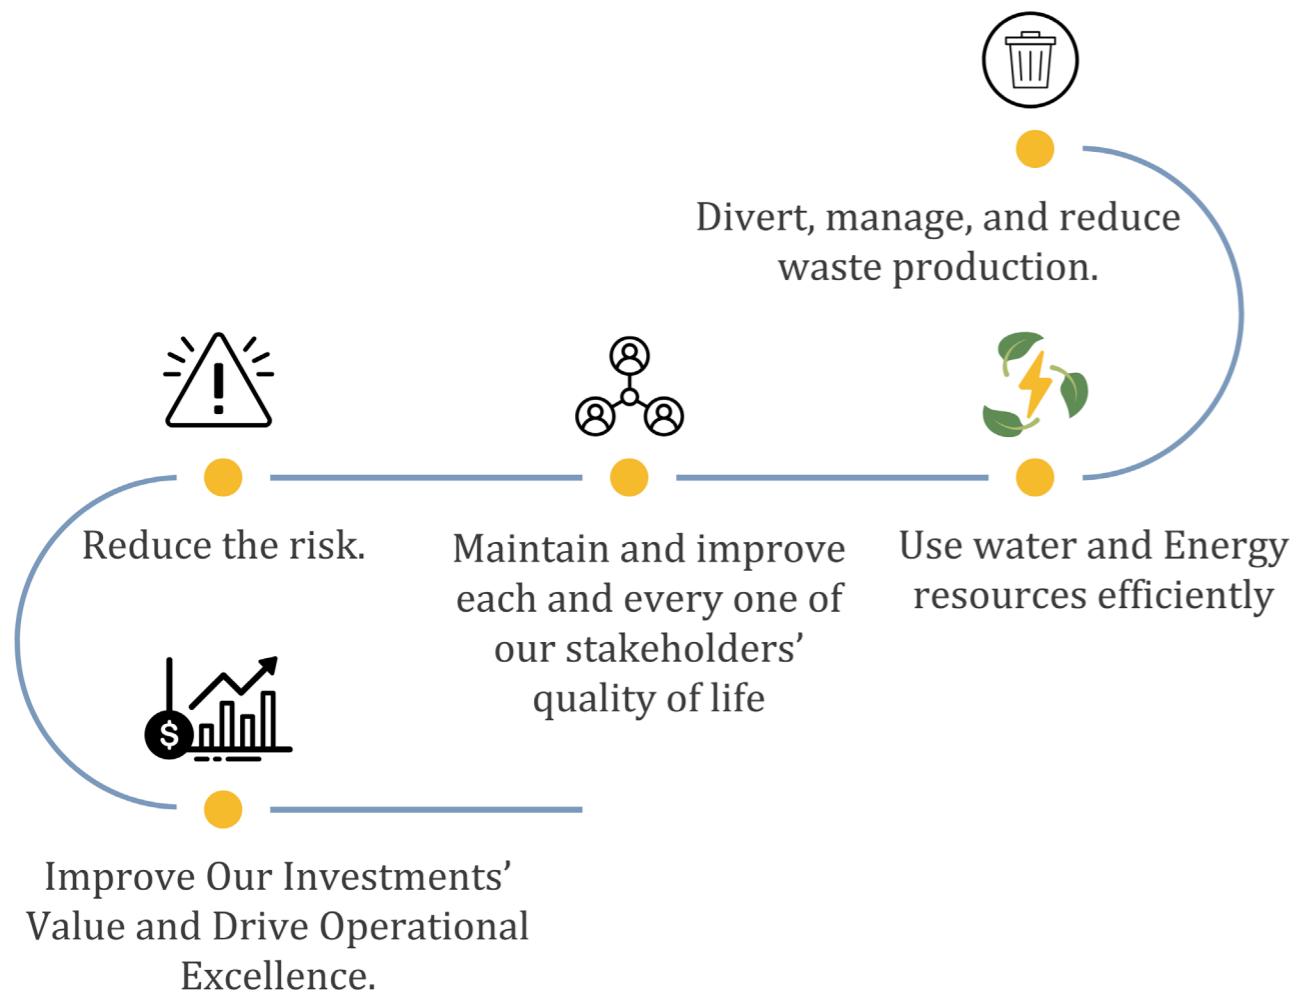 Divert, manage, and reduce
waste production.
Reduce the risk.
Maintain and improve
each and every one of
our stakeholders’
quality of life
Use water and Energy
resources efficiently
$
Improve Our Investments’
Value and Drive Operational
Excellence.